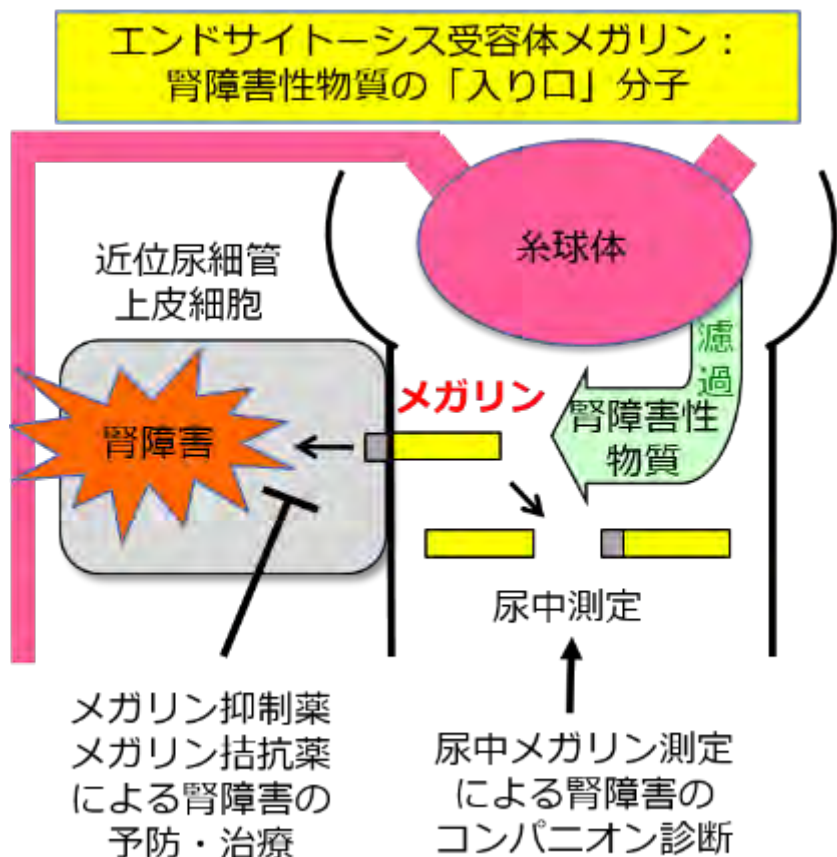 エンドサイトーシス受容体メガリン：
腎障害性物質の「入り口」分子
糸球体
近位尿細管
上皮細胞
濾過
メガリン
腎障害性
物質
腎障害
尿中測定
メガリン抑制薬
メガリン拮抗薬
による腎障害の
予防・治療
尿中メガリン測定
による腎障害の
コンパニオン診断